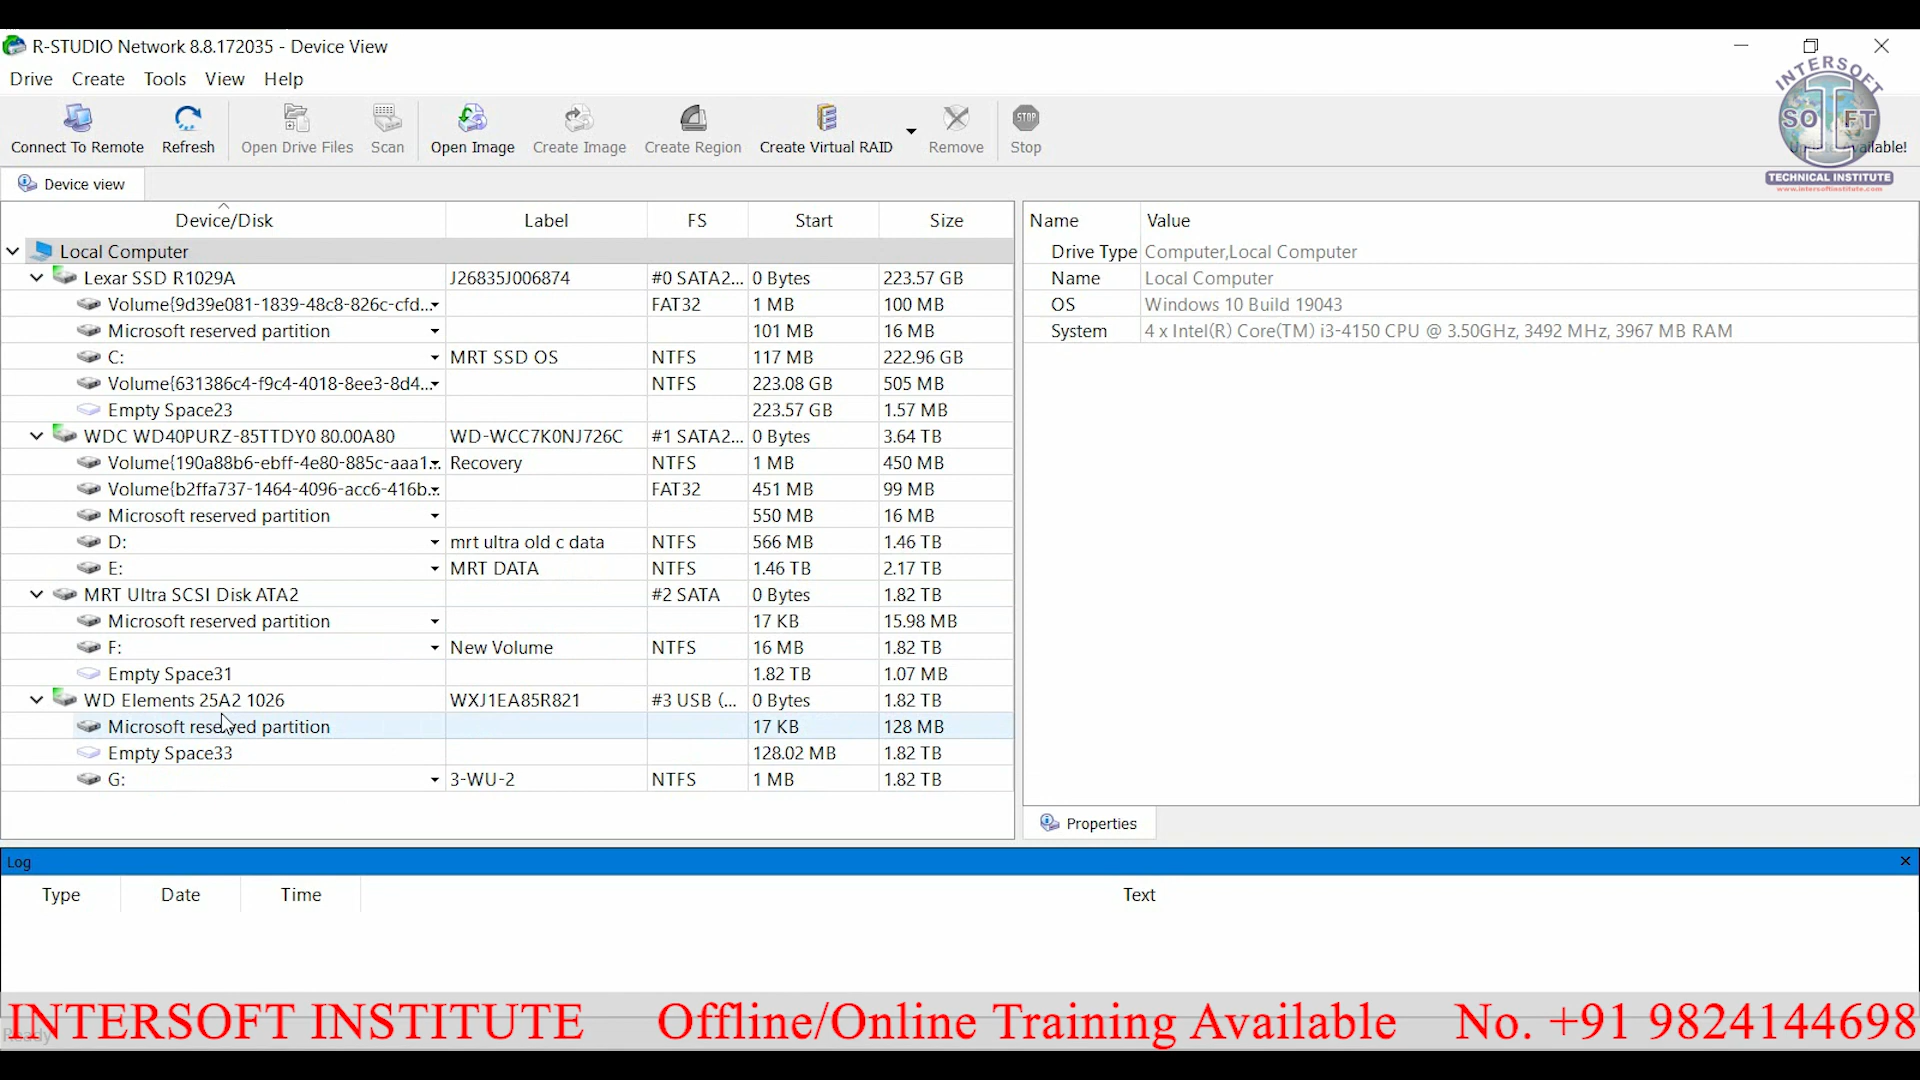 R-STUDIO Network 8.8.172035 - Device View
Drive Create Tools View Help
Connect To Remote Refresh Open Drive Files Scan Open Image Create Image Create Region Create Virtual RAID Remove Stop
INTERSOFT
SOFT
TECHNICAL INSTITUTE
www.intersoftinstitute.com
Device view
Device/Disk Label FS Start Size
Local Computer
Lexar SSD R1029A J26835J006874 #0 SATA2... 0 Bytes 223.57 GB
Volume{9d39e081-1839-48c8-826c-cfd... FAT32 1 MB 100 MB
Microsoft reserved partition 101 MB 16 MB
C: MRT SSD OS NTFS 117 MB 222.96 GB
Volume{631386c4-f9c4-4018-8ee3-8d4... NTFS 223.08 GB 505 MB
Empty Space23 223.57 GB 1.57 MB
WDC WD40PURZ-85TTDY0 80.00A80 WD-WCC7K0NJ726C #1 SATA2... 0 Bytes 3.64 TB
Volume{190a88b6-ebff-4e80-885c-aaa1... Recovery NTFS 1 MB 450 MB
Volume{b2ffa737-1464-4096-acc6-416b... FAT32 451 MB 99 MB
Microsoft reserved partition 550 MB 16 MB
D: mrt ultra old c data NTFS 566 MB 1.46 TB
E: MRT DATA NTFS 1.46 TB 2.17 TB
MRT Ultra SCSI Disk ATA2 #2 SATA 0 Bytes 1.82 TB
Microsoft reserved partition 17 KB 15.98 MB
F: New Volume NTFS 16 MB 1.82 TB
Empty Space31 1.82 TB 1.07 MB
WD Elements 25A2 1026 WXJ1EA85R821 #3 USB (... 0 Bytes 1.82 TB
Microsoft reserved partition 17 KB 128 MB
Empty Space33 128.02 MB 1.82 TB
G: 3-WU-2 NTFS 1 MB 1.82 TB
Name Value
Drive Type Computer,Local Computer
Name Local Computer
OS Windows 10 Build 19043
System 4 x Intel(R) Core(TM) i3-4150 CPU @ 3.50GHz, 3492 MHz, 3967 MB RAM
Properties
Log
Type Date Time Text
INTERSOFT INSTITUTE Offline/Online Training Available No. +91 9824144698
Ready